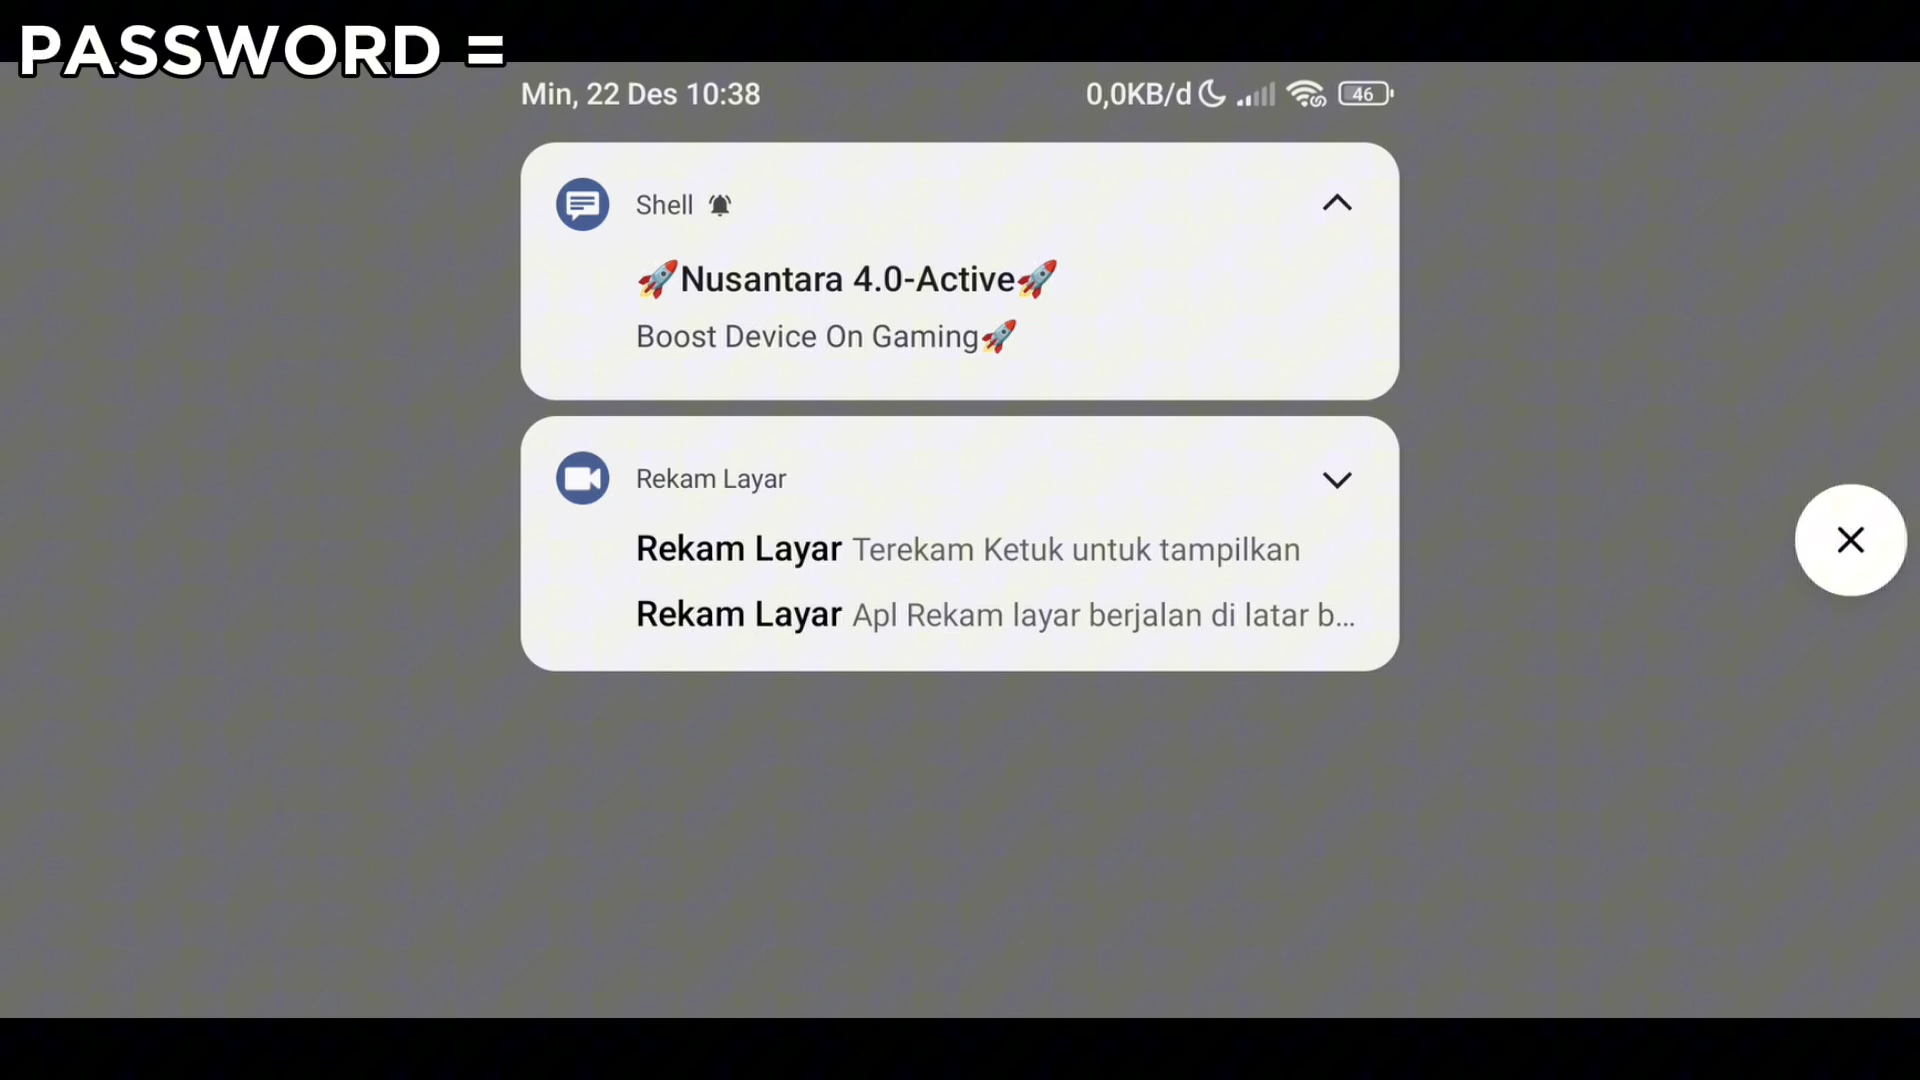 PASSWORD =
Min, 22 Des 10:38 0,0KB/d 46
Shell
🚀Nusantara 4.0-Active🚀
Boost Device On Gaming🚀
Rekam Layar
Rekam Layar Terekam Ketuk untuk tampilkan
Rekam Layar Apl Rekam layar berjalan di latar b...